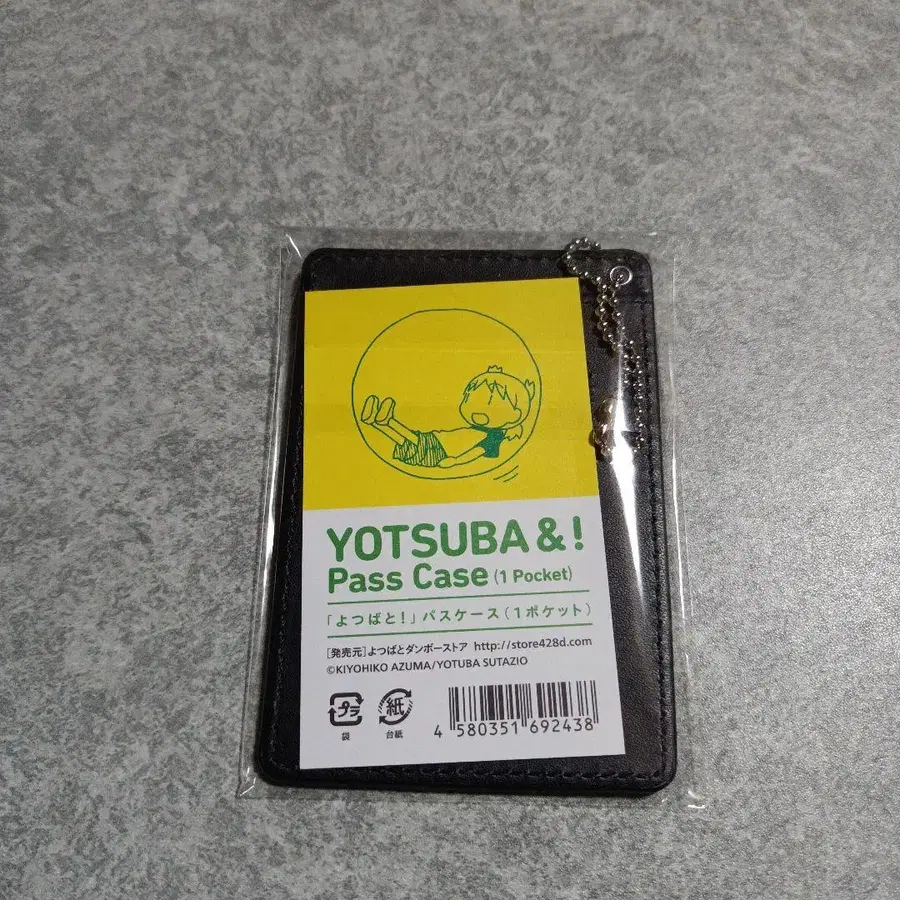 YOTSUBA &!
Pass Case (1 Pocket)
「よつばと！」パスケース（1ポケット）
[発売元]よつばとダンボーストア http://store428d.com
©KIYOHIKO AZUMA/YOTUBA SUTAZIO
プラ 紙
袋 台紙
4 580351 692438